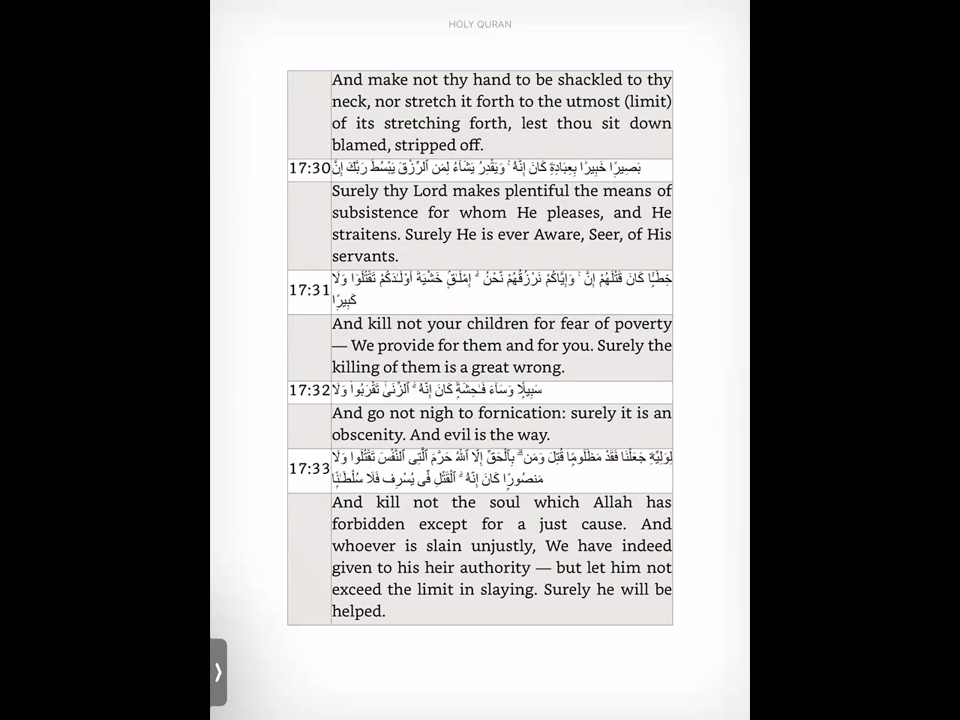 HOLY QURAN
And make not thy hand to be shackled to thy
neck, nor stretch it forth to the utmost (limit)
of its stretching forth, lest thou sit down
blamed, stripped off.
17:30 بَصِيرًۭا خَبِيرًۢا بِعِبَادِهِۦ كَانَ إِنَّهُۥ ۚ وَيَقْدِرُ يَشَآءُ لِمَن ٱلرِّزْقَ يَبْسُطُ رَبَّكَ إِنَّ
Surely thy Lord makes plentiful the means of
subsistence for whom He pleases, and He
straitens. Surely He is ever Aware, Seer, of His
servants.
17:31 خِطْـًۭٔا كَانَ قَتْلَهُمْ إِنَّ ۚ وَإِيَّاكُمْ نَرْزُقُهُمْ نَّحْنُ ۖ إِمْلَـٰقٍۢ خَشْيَةَ أَوْلَـٰدَكُمْ تَقْتُلُوٓا۟ وَلَا
كَبِيرًۭا
And kill not your children for fear of poverty
— We provide for them and for you. Surely the
killing of them is a great wrong.
17:32 سَبِيلًۭا وَسَآءَ فَـٰحِشَةًۭ كَانَ إِنَّهُۥ ۖ ٱلزِّنَىٰٓ تَقْرَبُوا۟ وَلَا
And go not nigh to fornication: surely it is an
obscenity. And evil is the way.
17:33 لِوَلِيِّهِۦ جَعَلْنَا فَقَدْ مَظْلُومًۭا قُتِلَ وَمَن ۗ بِٱلْحَقِّ إِلَّا ٱللَّهُ حَرَّمَ ٱلَّتِى ٱلنَّفْسَ تَقْتُلُوا۟ وَلَا
مَنصُورًۭا كَانَ إِنَّهُۥ ۖ ٱلْقَتْلِ فِّى يُسْرِف فَلَا سُلْطَـٰنًۭا
And kill not the soul which Allah has
forbidden except for a just cause. And
whoever is slain unjustly, We have indeed
given to his heir authority — but let him not
exceed the limit in slaying. Surely he will be
helped.